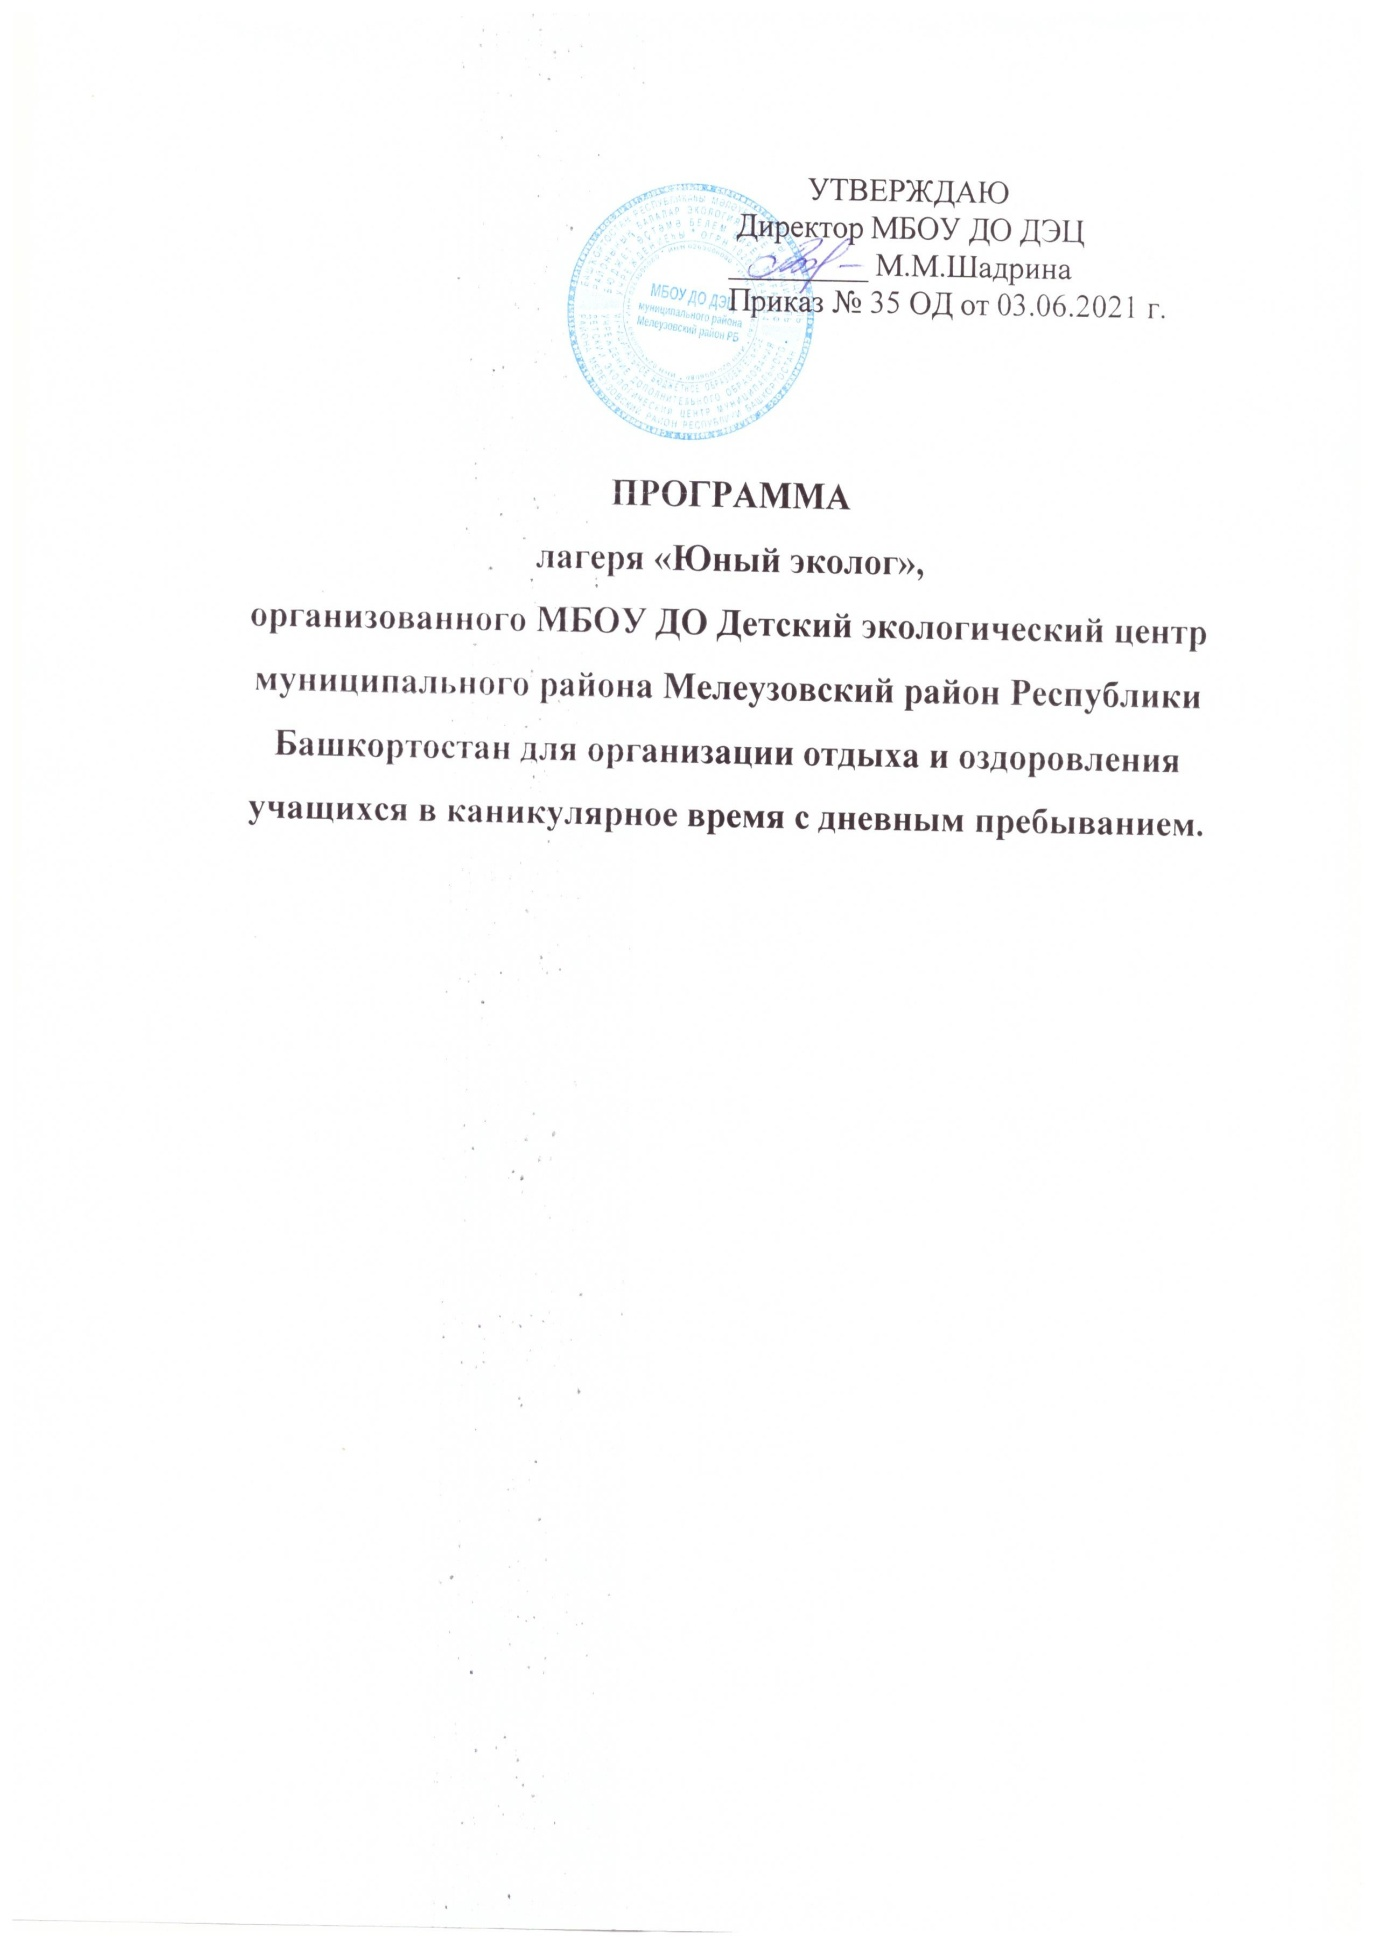 УТВЕРЖДАЮ
Директор МБОУ ДО ДЭЦ
М.М.Шадрина
Приказ № 35 ОД от 03.06.2021 г.
МБОУ ДО ДЭЦ
муниципального района
Мелеузовский район РБ
ПРОГРАММА
лагеря «Юный эколог»,
организованного МБОУ ДО Детский экологический центр
муниципального района Мелеузовский район Республики
Башкортостан для организации отдыха и оздоровления
учащихся в каникулярное время с дневным пребыванием.